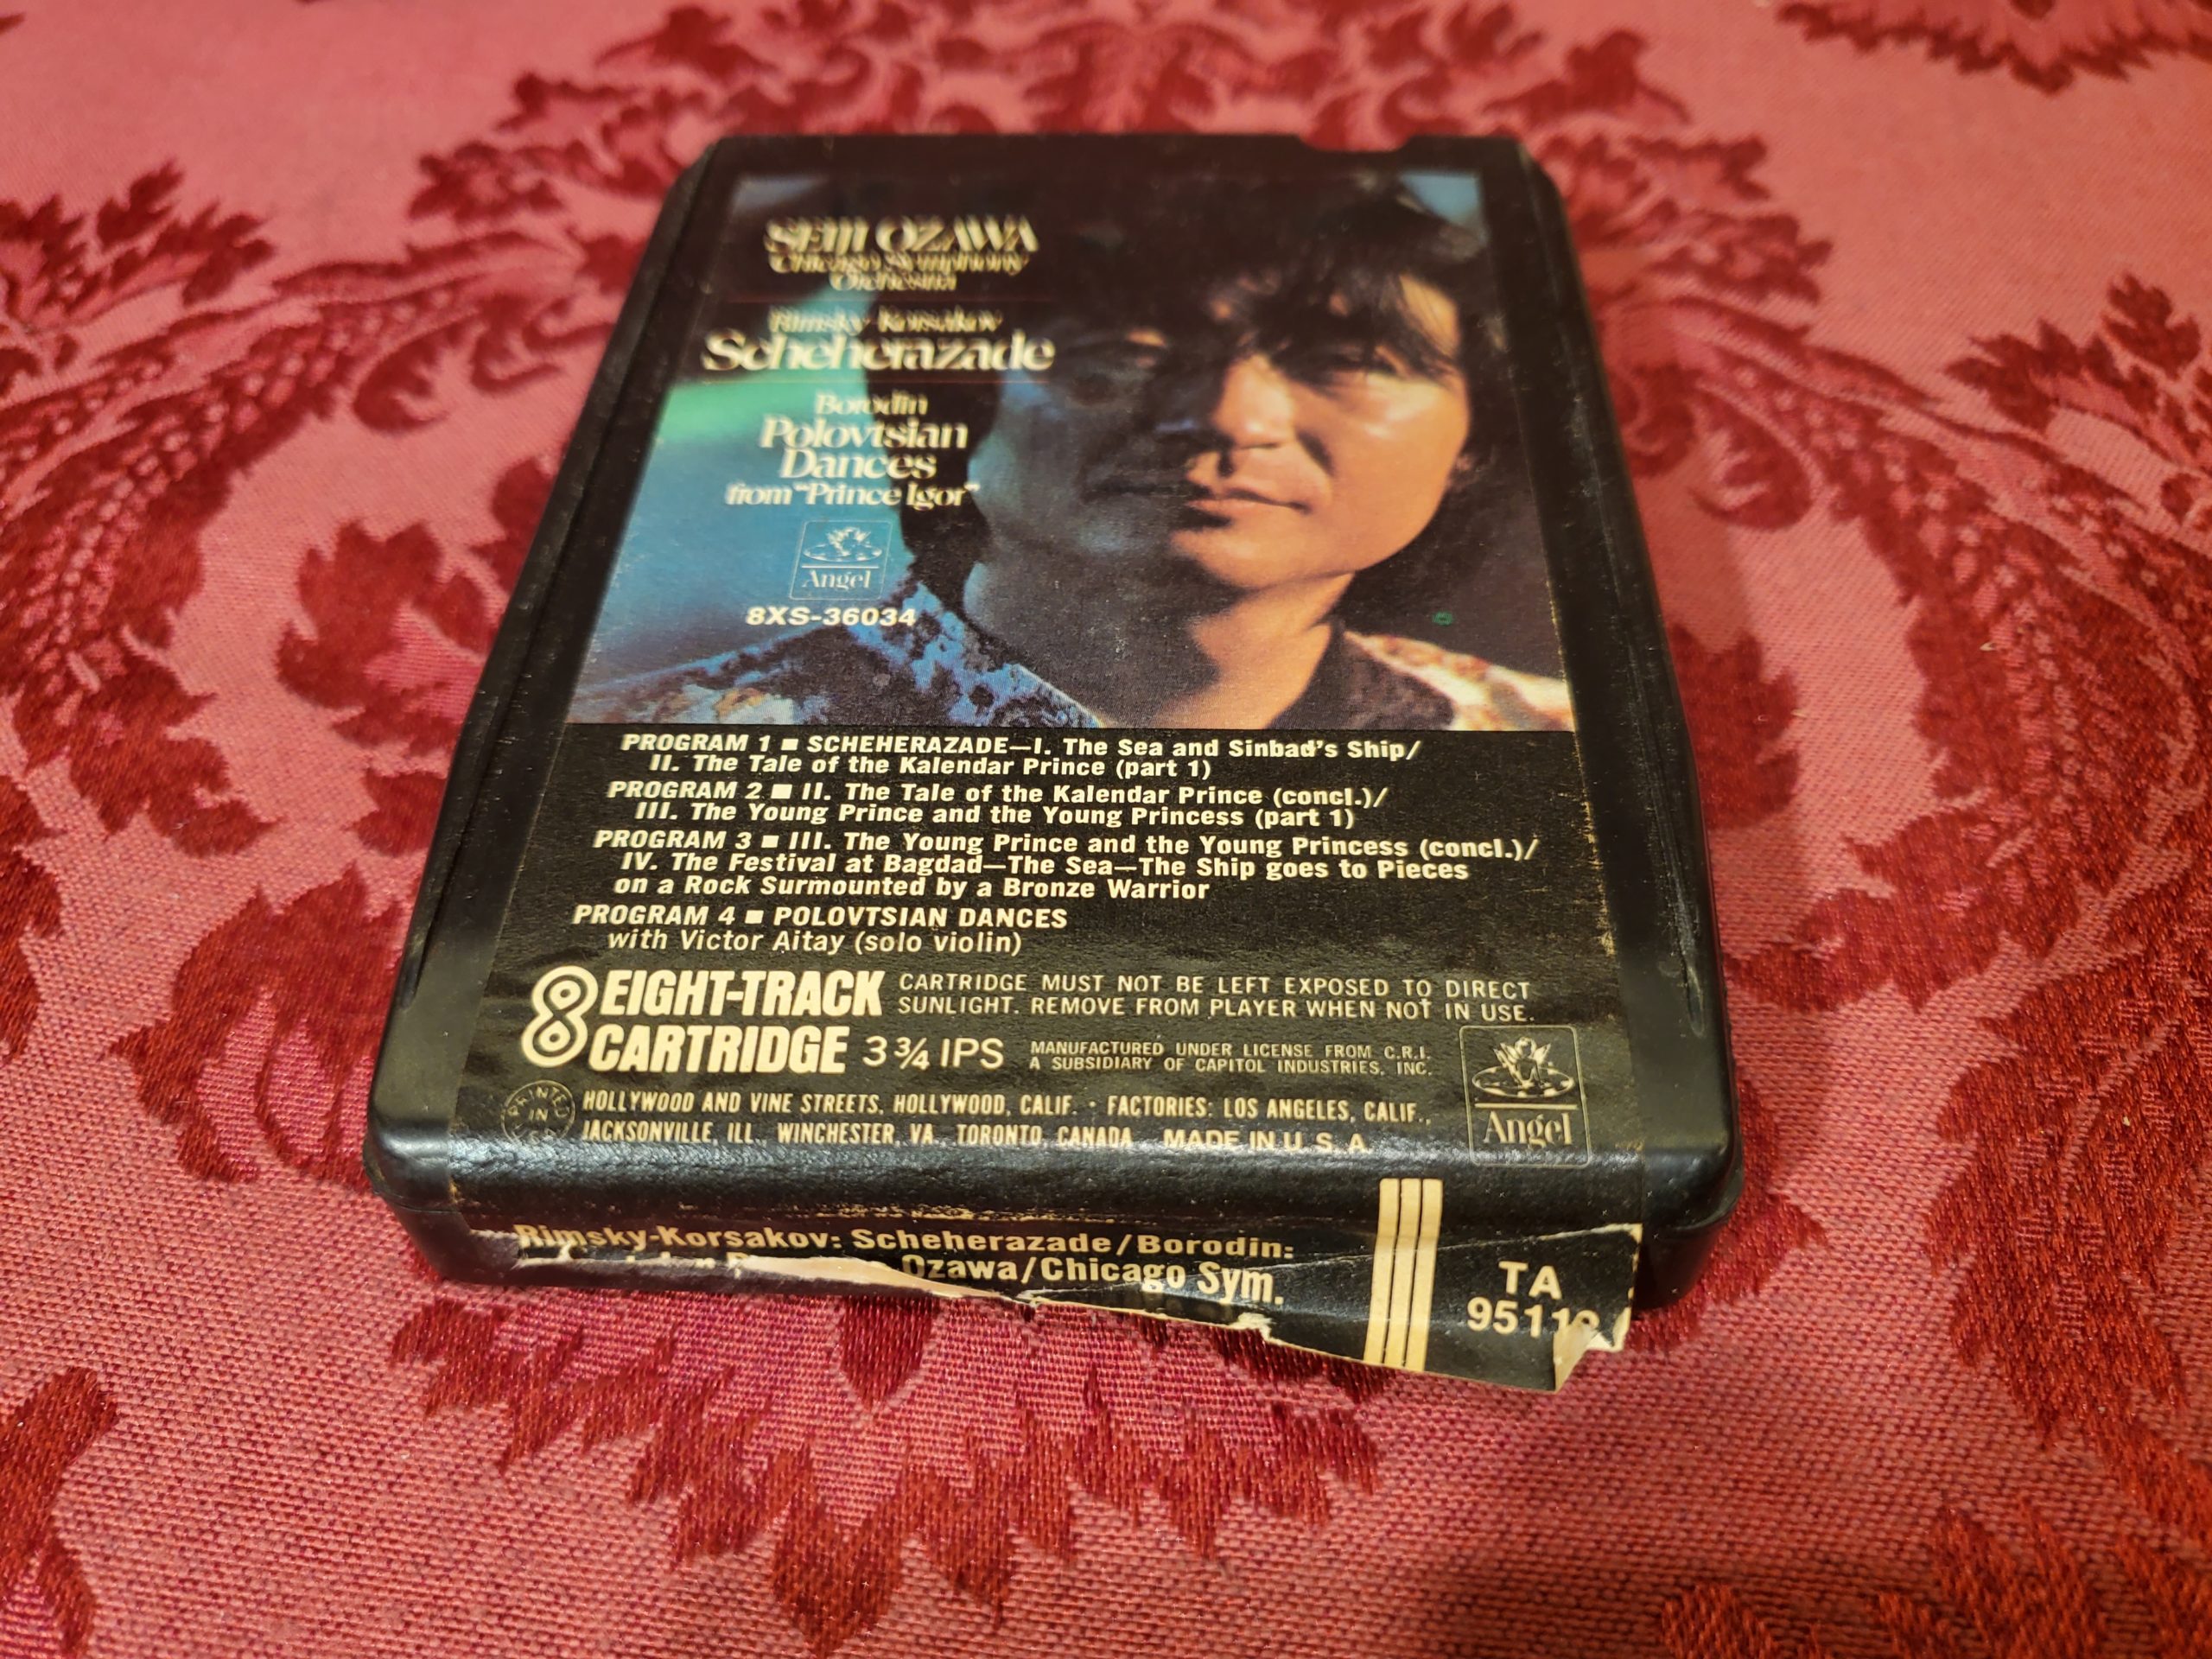 SEIJI OZAWA
Chicago Symphony
Orchestra
Rimsky-Korsakov
Scheherazade
Borodin
Polovtsian
Dances
from "Prince Igor"
Angel
8XS-36034
PROGRAM 1 ■ SCHEHERAZADE—I. The Sea and Sinbad's Ship/
II. The Tale of the Kalendar Prince (part 1)
PROGRAM 2 ■ II. The Tale of the Kalendar Prince (concl.)/
III. The Young Prince and the Young Princess (part 1)
PROGRAM 3 ■ III. The Young Prince and the Young Princess (concl.)/
IV. The Festival at Bagdad—The Sea—The Ship goes to Pieces
on a Rock Surmounted by a Bronze Warrior
PROGRAM 4 ■ POLOVTSIAN DANCES
with Victor Aitay (solo violin)
8 EIGHT-TRACK
CARTRIDGE 3 ¾ IPS
CARTRIDGE MUST NOT BE LEFT EXPOSED TO DIRECT
SUNLIGHT. REMOVE FROM PLAYER WHEN NOT IN USE.
MANUFACTURED UNDER LICENSE FROM C.R.I.
A SUBSIDIARY OF CAPITOL INDUSTRIES, INC.
PRINTED
IN
HOLLYWOOD AND VINE STREETS, HOLLYWOOD, CALIF. · FACTORIES: LOS ANGELES, CALIF.,
JACKSONVILLE, ILL., WINCHESTER, VA. TORONTO, CANADA MADE IN U. S. A.
Angel
Rimsky-Korsakov: Scheherazade/Borodin:
Ozawa/Chicago Sym.
TA